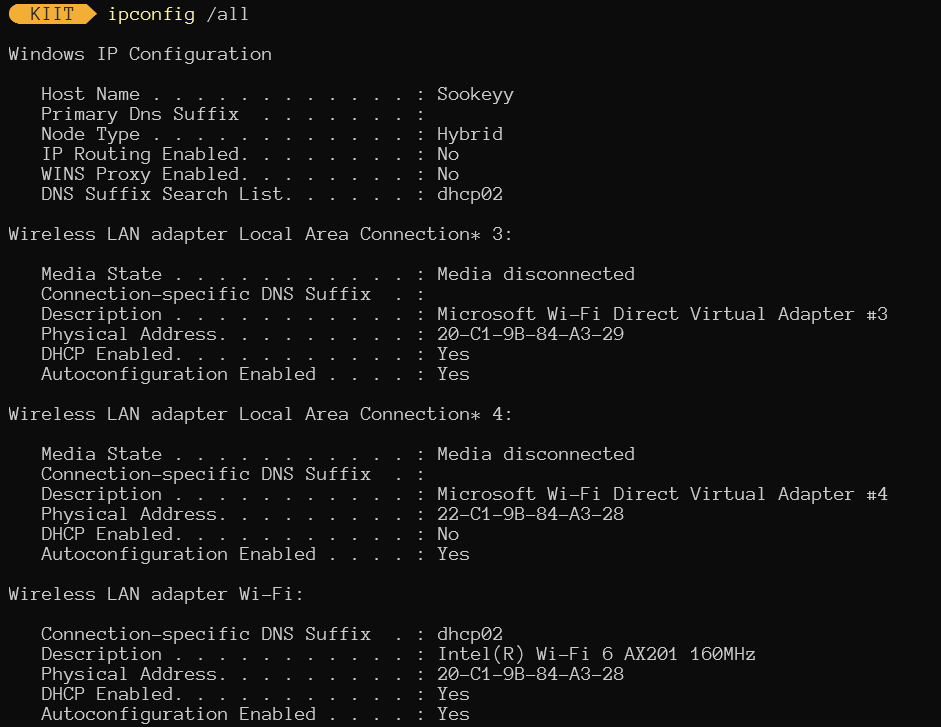 KIIT ipconfig /all
Windows IP Configuration
Host Name . . . . . . . . . . . . : Sookeyy
Primary Dns Suffix  . . . . . . . :
Node Type . . . . . . . . . . . . : Hybrid
IP Routing Enabled. . . . . . . . : No
WINS Proxy Enabled. . . . . . . . : No
DNS Suffix Search List. . . . . . : dhcp02
Wireless LAN adapter Local Area Connection* 3:
Media State . . . . . . . . . . . : Media disconnected
Connection-specific DNS Suffix  . :
Description . . . . . . . . . . . : Microsoft Wi-Fi Direct Virtual Adapter #3
Physical Address. . . . . . . . . : 20-C1-9B-84-A3-29
DHCP Enabled. . . . . . . . . . . : Yes
Autoconfiguration Enabled . . . . : Yes
Wireless LAN adapter Local Area Connection* 4:
Media State . . . . . . . . . . . : Media disconnected
Connection-specific DNS Suffix  . :
Description . . . . . . . . . . . : Microsoft Wi-Fi Direct Virtual Adapter #4
Physical Address. . . . . . . . . : 22-C1-9B-84-A3-28
DHCP Enabled. . . . . . . . . . . : No
Autoconfiguration Enabled . . . . : Yes
Wireless LAN adapter Wi-Fi:
Connection-specific DNS Suffix  . : dhcp02
Description . . . . . . . . . . . : Intel(R) Wi-Fi 6 AX201 160MHz
Physical Address. . . . . . . . . : 20-C1-9B-84-A3-28
DHCP Enabled. . . . . . . . . . . : Yes
Autoconfiguration Enabled . . . . : Yes